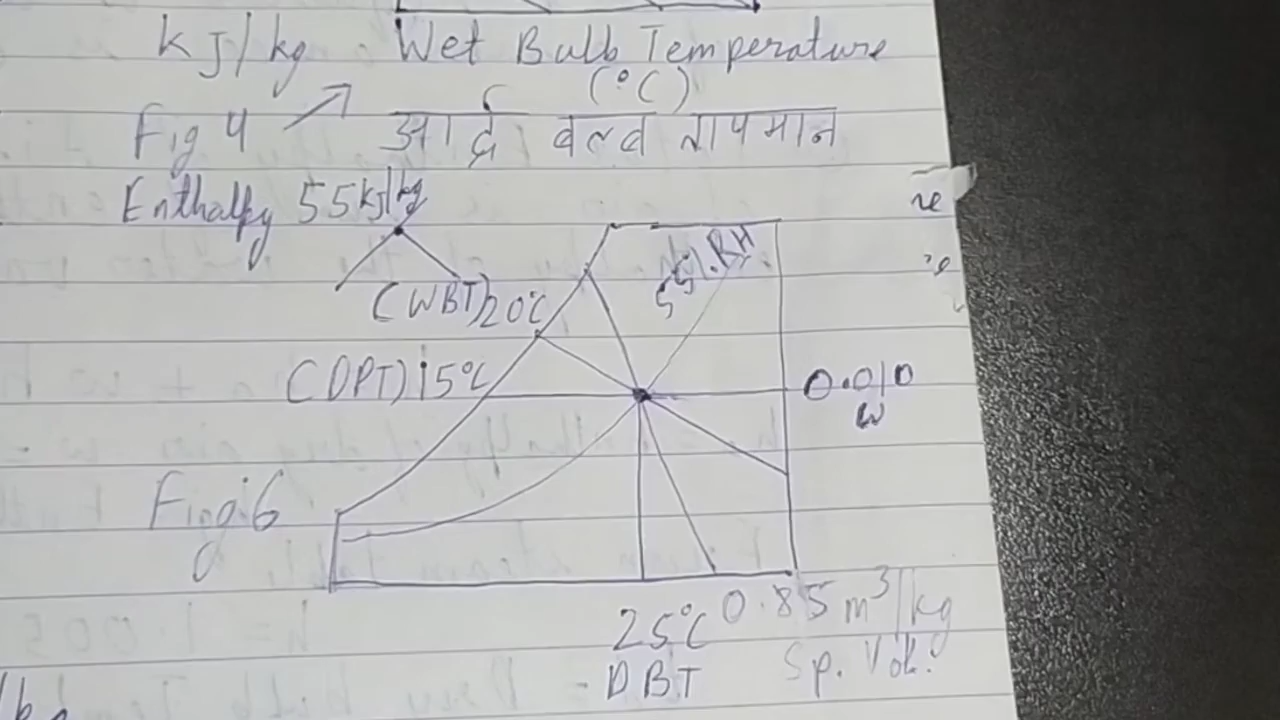 kJ/kg Wet Bulb Temperature
(°C)
Fig 4 आर्द्र बल्ब तापमान
Enthalpy 55kJ/kg
re
55%.RH
(WBT)20°C
(DPT)15°C
0.010
W
Fig:6
25°C 0.85 m³/kg
DBT Sp. Vol.